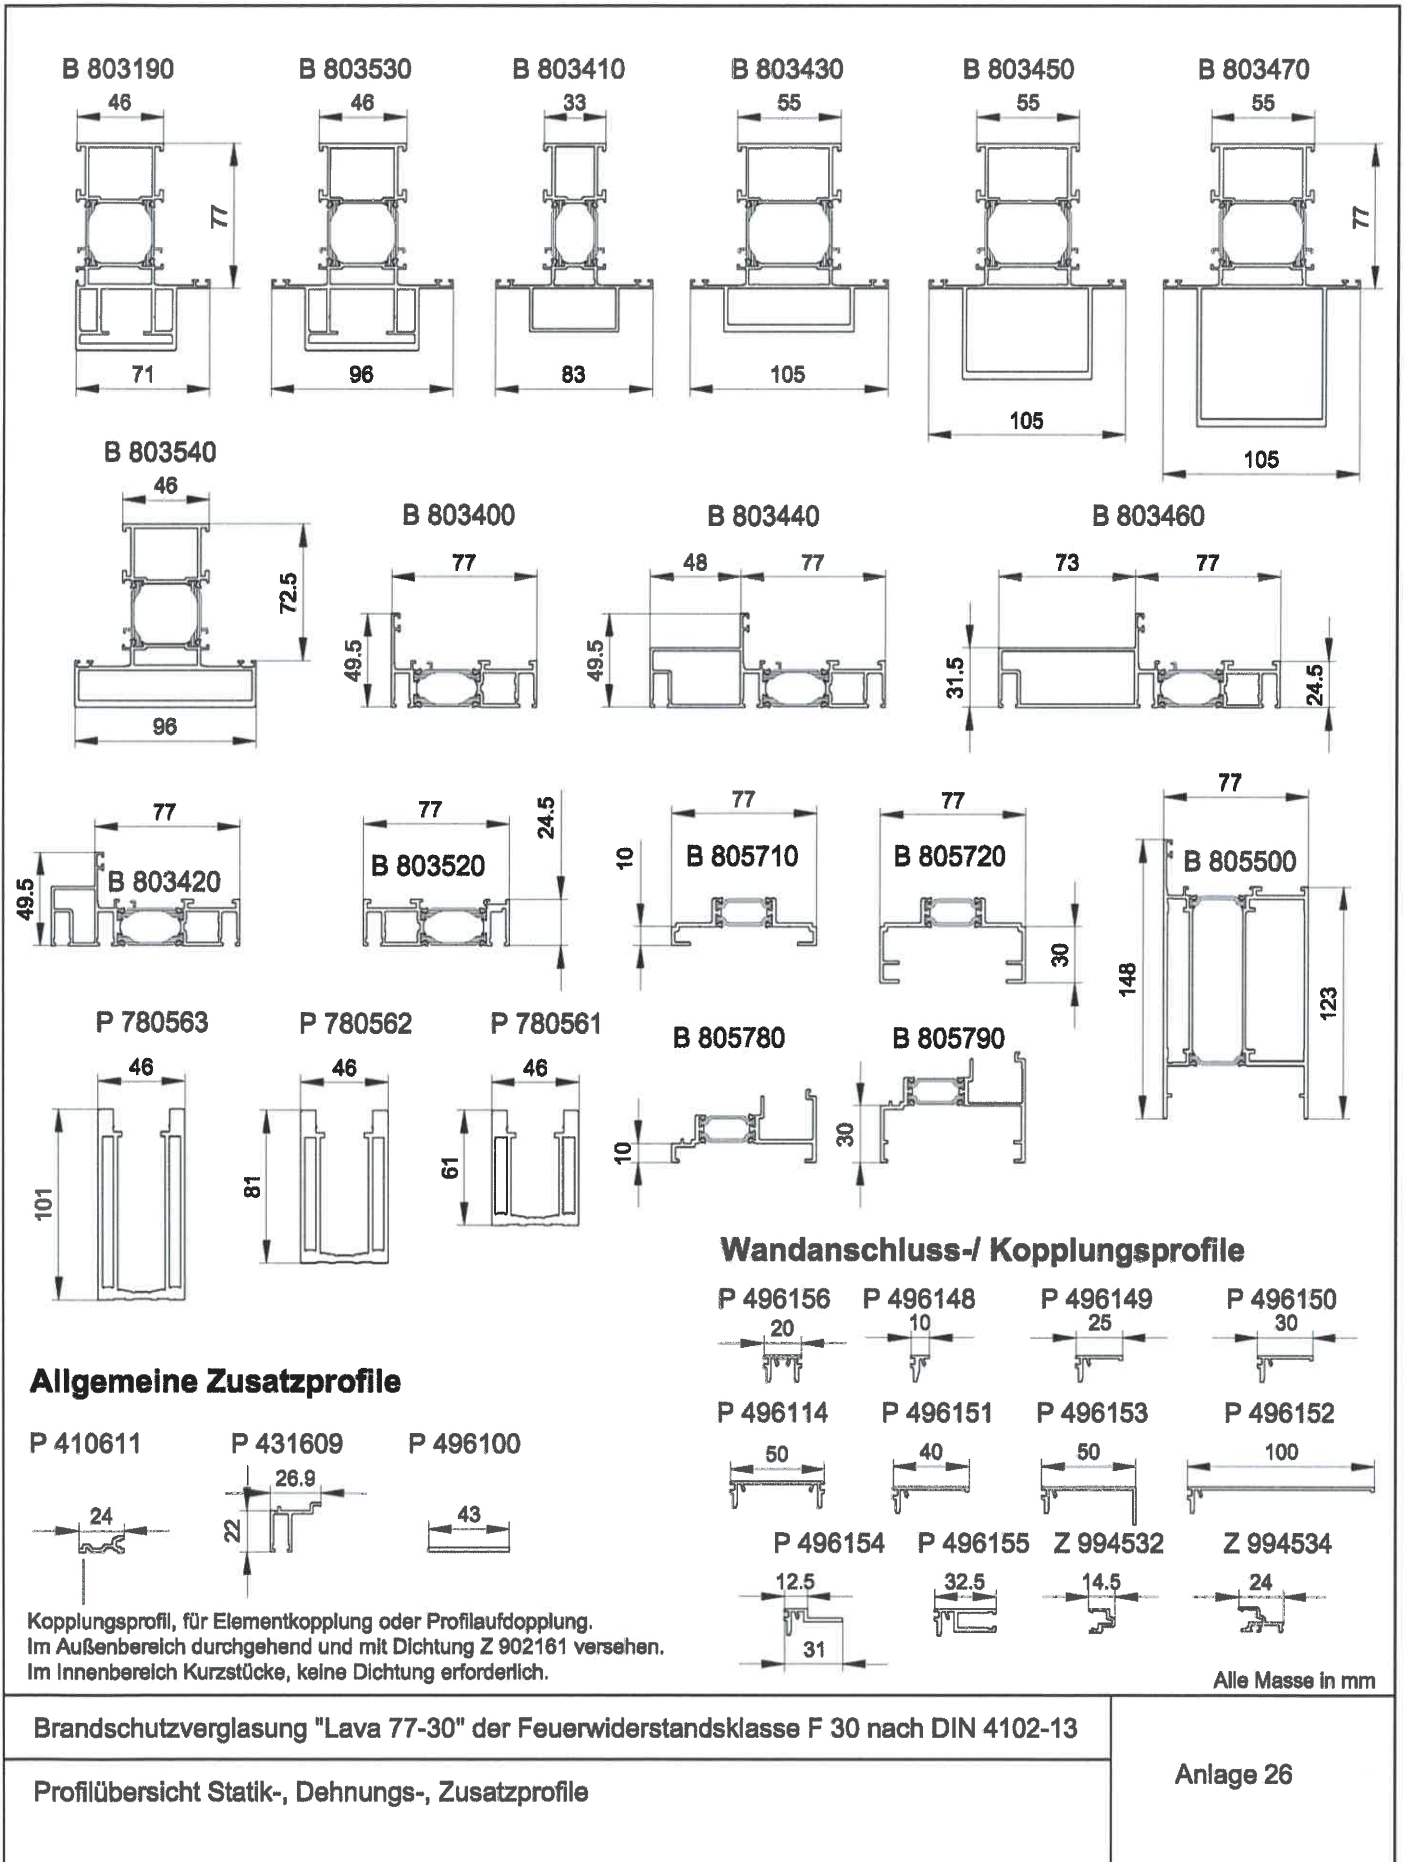 B 803190 B 803530 B 803410 B 803430 B 803450 B 803470
46 46 33 55 55 55
77 77
71 96 83 105
105
105
B 803540
46
72.5
96
B 803400 B 803440 B 803460
77 48 77 73 77
49.5 49.5 31.5 24.5
77 77 24.5 77 77 77
49.5 B 803420 B 803520 10 B 805710 B 805720 B 805500
30 148 123
P 780563 P 780562 P 780561 B 805780 B 805790
46 46 46
101 81 61 10 30
Wandanschluss-/ Kopplungsprofile
P 496156 P 496148 P 496149 P 496150
20 10 25 30
Allgemeine Zusatzprofile
P 496114 P 496151 P 496153 P 496152
50 40 50 100
P 410611 P 431609 P 496100
24 26.9 22 43
P 496154 P 496155 Z 994532 Z 994534
12.5 32.5 14.5 24
31
Kopplungsprofil, für Elementkopplung oder Profilaufdopplung.
Im Außenbereich durchgehend und mit Dichtung Z 902161 versehen.
Im Innenbereich Kurzstücke, keine Dichtung erforderlich.
Alle Masse in mm
Brandschutzverglasung "Lava 77-30" der Feuerwiderstandsklasse F 30 nach DIN 4102-13
Profilübersicht Statik-, Dehnungs-, Zusatzprofile
Anlage 26